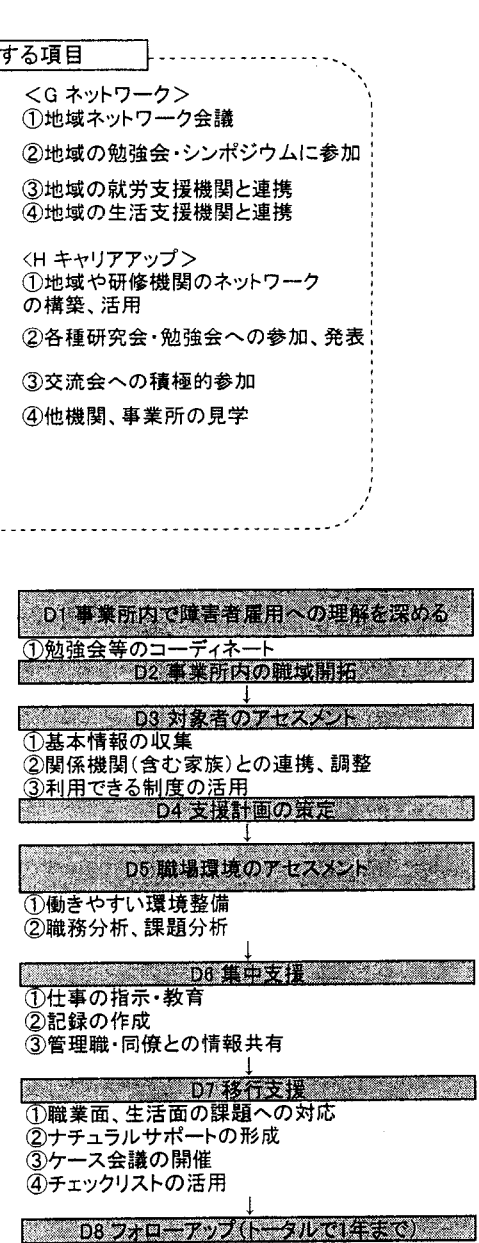 する項目
<G ネットワーク>
①地域ネットワーク会議
②地域の勉強会・シンポジウムに参加
③地域の就労支援機関と連携
④地域の生活支援機関と連携
<H キャリアアップ>
①地域や研修機関のネットワーク
の構築、活用
②各種研究会・勉強会への参加、発表
③交流会への積極的参加
④他機関、事業所の見学
D1 事業所内で障害者雇用への理解を深める
①勉強会等のコーディネート
D2 事業所内の職域開拓
↓
D3 対象者のアセスメント
①基本情報の収集
②関係機関(含む家族)との連携、調整
③利用できる制度の活用
D4 支援計画の策定
↓
D5 職場環境のアセスメント
①働きやすい環境整備
②職務分析、課題分析
↓
D6 集中支援
①仕事の指示・教育
②記録の作成
③管理職・同僚との情報共有
↓
D7 移行支援
①職業面、生活面の課題への対応
②ナチュラルサポートの形成
③ケース会議の開催
④チェックリストの活用
↓
D8 フォローアップ(トータルで1年まで)